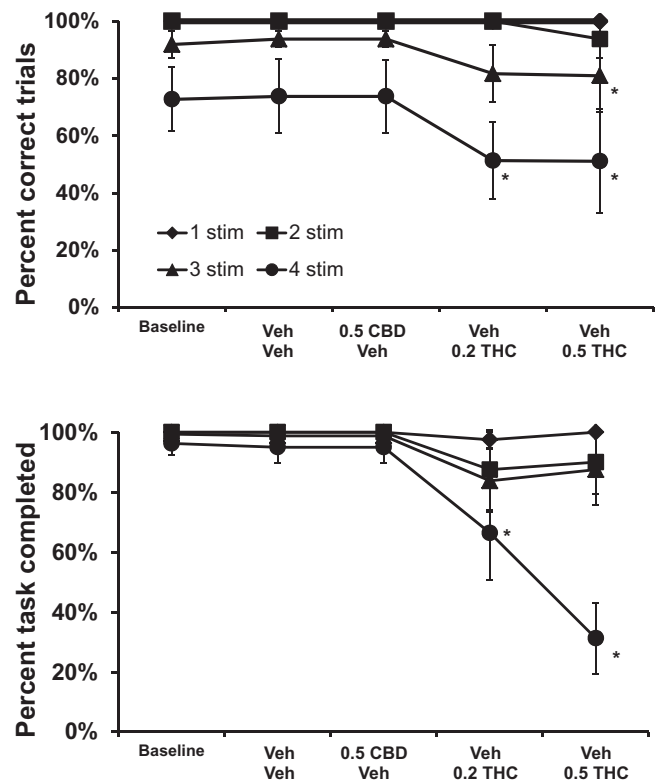 Percent correct trials
100%
80%
60%
40%
20%
0%
1 stim 2 stim
3 stim 4 stim
*
*
*
Baseline Veh 0.5 CBD Veh Veh
Veh Veh 0.2 THC 0.5 THC
Percent task completed
100%
80%
60%
40%
20%
0%
*
*
Baseline Veh 0.5 CBD Veh Veh
Veh Veh 0.2 THC 0.5 THC